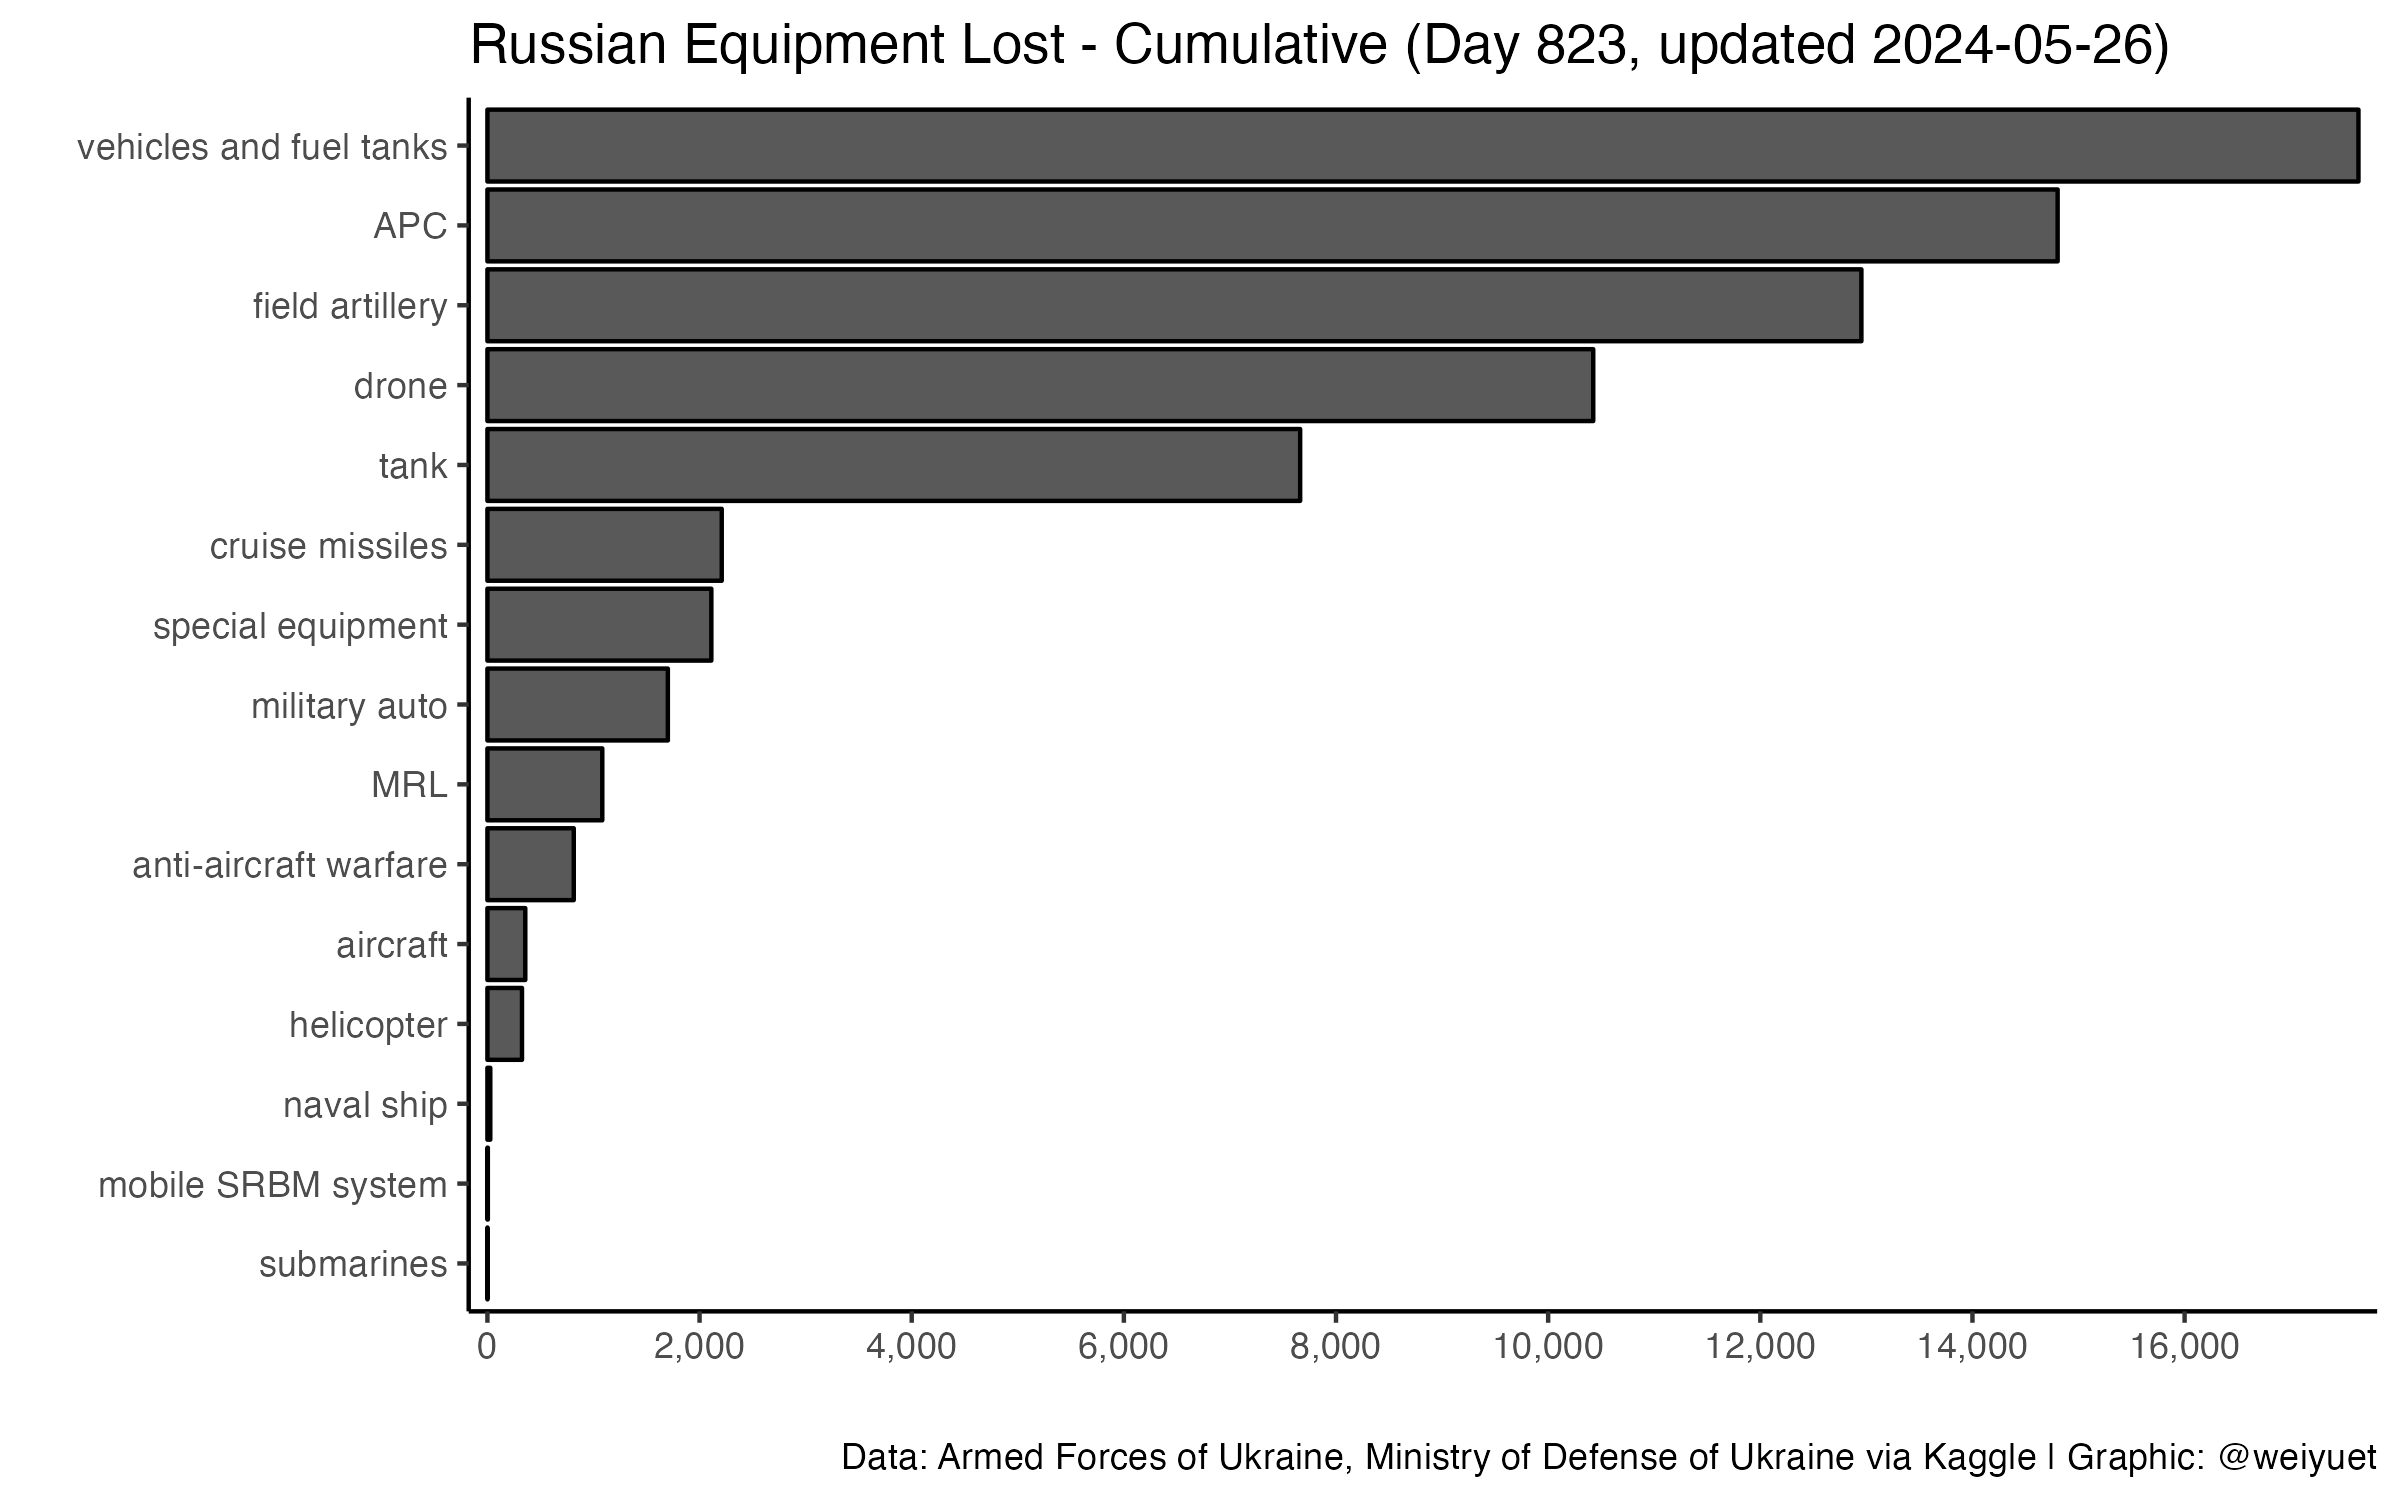 Russian Equipment Lost - Cumulative (Day 823, updated 2024-05-26)
vehicles and fuel tanks
APC
field artillery
drone
tank
cruise missiles
special equipment
military auto
MRL
anti-aircraft warfare
aircraft
helicopter
naval ship
mobile SRBM system
submarines
0 2,000 4,000 6,000 8,000 10,000 12,000 14,000 16,000
Data: Armed Forces of Ukraine, Ministry of Defense of Ukraine via Kaggle | Graphic: @weiyuet